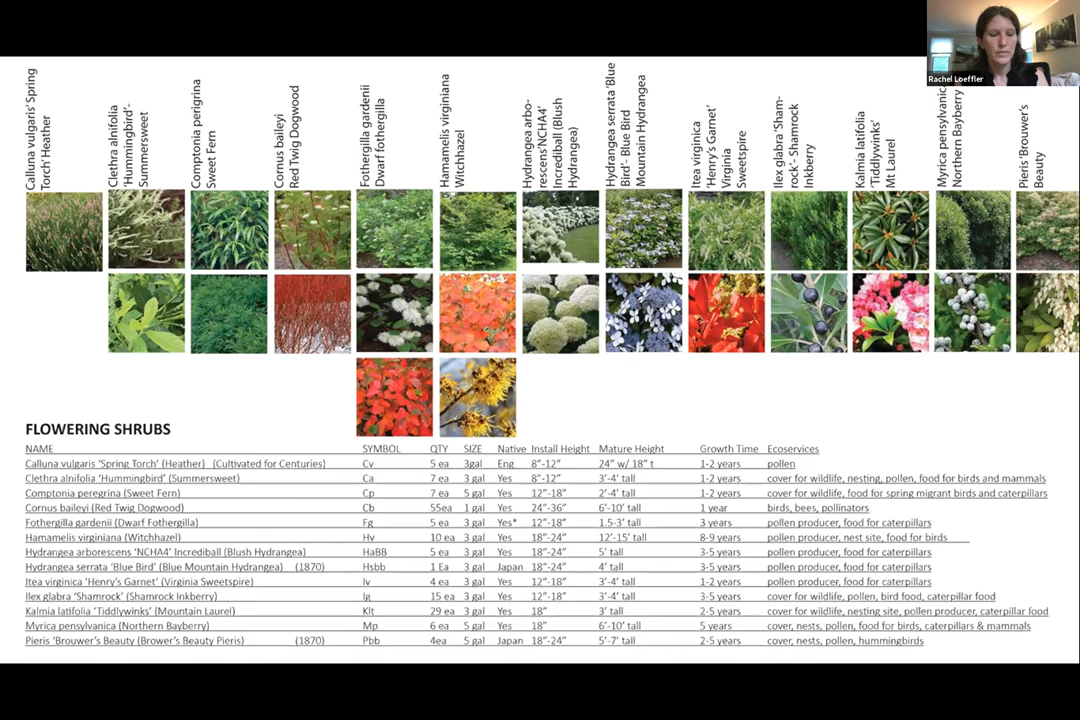 Rachel Loeffler
Calluna vulgaris' Spring
Torch' Heather
Clethra alnifolia
'Hummingbird'-
Summersweet
Comptonia perigrina
Sweet Fern
Cornus baileyi
Red Twig Dogwood
Fothergilla gardenii
Dwarf fothergilla
Hamamelis virginiana
Witchhazel
Hydrangea arbo-
rescens'NCHA4'
Incrediball (Blush
Hydrangea)
Hydrangea serrata 'Blue
Bird'- Blue Bird
Mountain Hydrangea
Itea virginica
'Henry's Garnet'
Virginia
Sweetespire
Ilex glabra 'Sham-
rock'- Shamrock
Inkberry
Kalmia latifolia
'Tiddlywinks'
Mt Laurel
Myrica pensylvanica
Northern Bayberry
Pieris 'Brouwer's
Beauty
FLOWERING SHRUBS
NAME SYMBOL QTY SIZE Native Install Height Mature Height Growth Time Ecoservices
Calluna vulgaris 'Spring Torch' (Heather) (Cultivated for Centuries) Cv 5 ea 3gal Eng 8"-12" 24" w/ 18" t 1-2 years pollen
Clethra alnifolia 'Hummingbird' (Summersweet) Ca 7 ea 3 gal Yes 8"-12" 3'-4' tall 1-2 years cover for wildlife, nesting, pollen, food for birds and mammals
Comptonia peregrina (Sweet Fern) Cp 7 ea 5 gal Yes 12"-18" 2'-4' tall 1-2 years cover for wildlife, food for spring migrant birds and caterpillars
Cornus baileyi (Red Twig Dogwood) Cb 55ea 1 gal Yes 24"-36" 6'-10' tall 1 year birds, bees, pollinators
Fothergilla gardenii (Dwarf Fothergilla) Fg 5 ea 3 gal Yes* 12"-18" 1.5-3' tall 3 years pollen producer, food for caterpillars
Hamamelis virginiana (Witchhazel) Hv 10 ea 3 gal Yes 18"-24" 12'-15' tall 8-9 years pollen producer, nest site, food for birds
Hydrangea arborescens 'NCHA4' Incrediball (Blush Hydrangea) HaBB 5 ea 3 gal Yes 18"-24" 5' tall 3-5 years pollen producer, food for caterpillars
Hydrangea serrata 'Blue Bird' (Blue Mountain Hydrangea) (1870) Hsbb 1 Ea 3 gal Japan 18"-24" 4' tall 3-5 years pollen producer, food for caterpillars
Itea virginica 'Henry's Garnet' (Virginia Sweetspire) Iv 4 ea 3 gal Yes 12"-18" 3'-4' tall 1-2 years pollen producer, food for caterpillars
Ilex glabra 'Shamrock' (Shamrock Inkberry) Ig 15 ea 3 gal Yes 12"-18" 3'-4' tall 3-5 years cover for wildlife, pollen, bird food, caterpillar food
Kalmia latifolia 'Tiddlywinks' (Mountain Laurel) Klt 29 ea 3 gal Yes 18" 3' tall 2-5 years cover for wildlife, nesting site, pollen producer, caterpillar food
Myrica pensylvanica (Northern Bayberry) Mp 6 ea 5 gal Yes 18" 6'-10' tall 5 years cover, nests, pollen, food for birds, caterpillars & mammals
Pieris 'Brouwer's Beauty (Brower's Beauty Pieris) (1870) Pbb 4ea 5 gal Japan 18"-24" 5'-7' tall 2-5 years cover, nests, pollen, hummingbirds